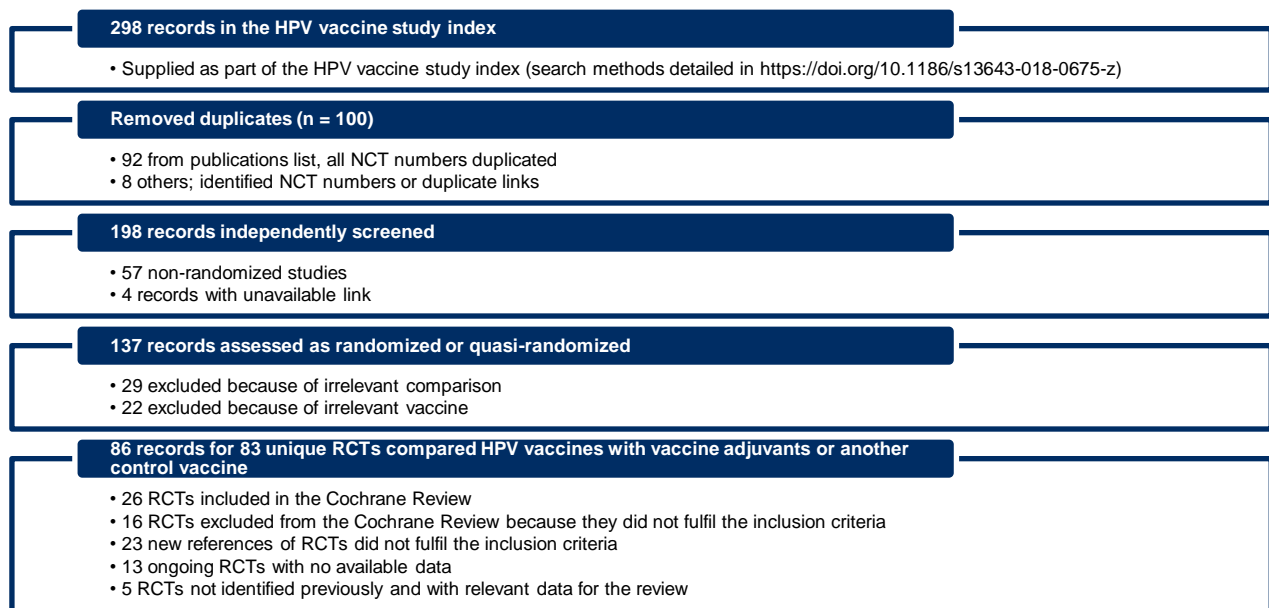 298 records in the HPV vaccine study index
• Supplied as part of the HPV vaccine study index (search methods detailed in https://doi.org/10.1186/s13643-018-0675-z)
Removed duplicates (n = 100)
• 92 from publications list, all NCT numbers duplicated
• 8 others; identified NCT numbers or duplicate links
198 records independently screened
• 57 non-randomized studies
• 4 records with unavailable link
137 records assessed as randomized or quasi-randomized
• 29 excluded because of irrelevant comparison
• 22 excluded because of irrelevant vaccine
86 records for 83 unique RCTs compared HPV vaccines with vaccine adjuvants or another
control vaccine
• 26 RCTs included in the Cochrane Review
• 16 RCTs excluded from the Cochrane Review because they did not fulfil the inclusion criteria
• 23 new references of RCTs did not fulfil the inclusion criteria
• 13 ongoing RCTs with no available data
• 5 RCTs not identified previously and with relevant data for the review